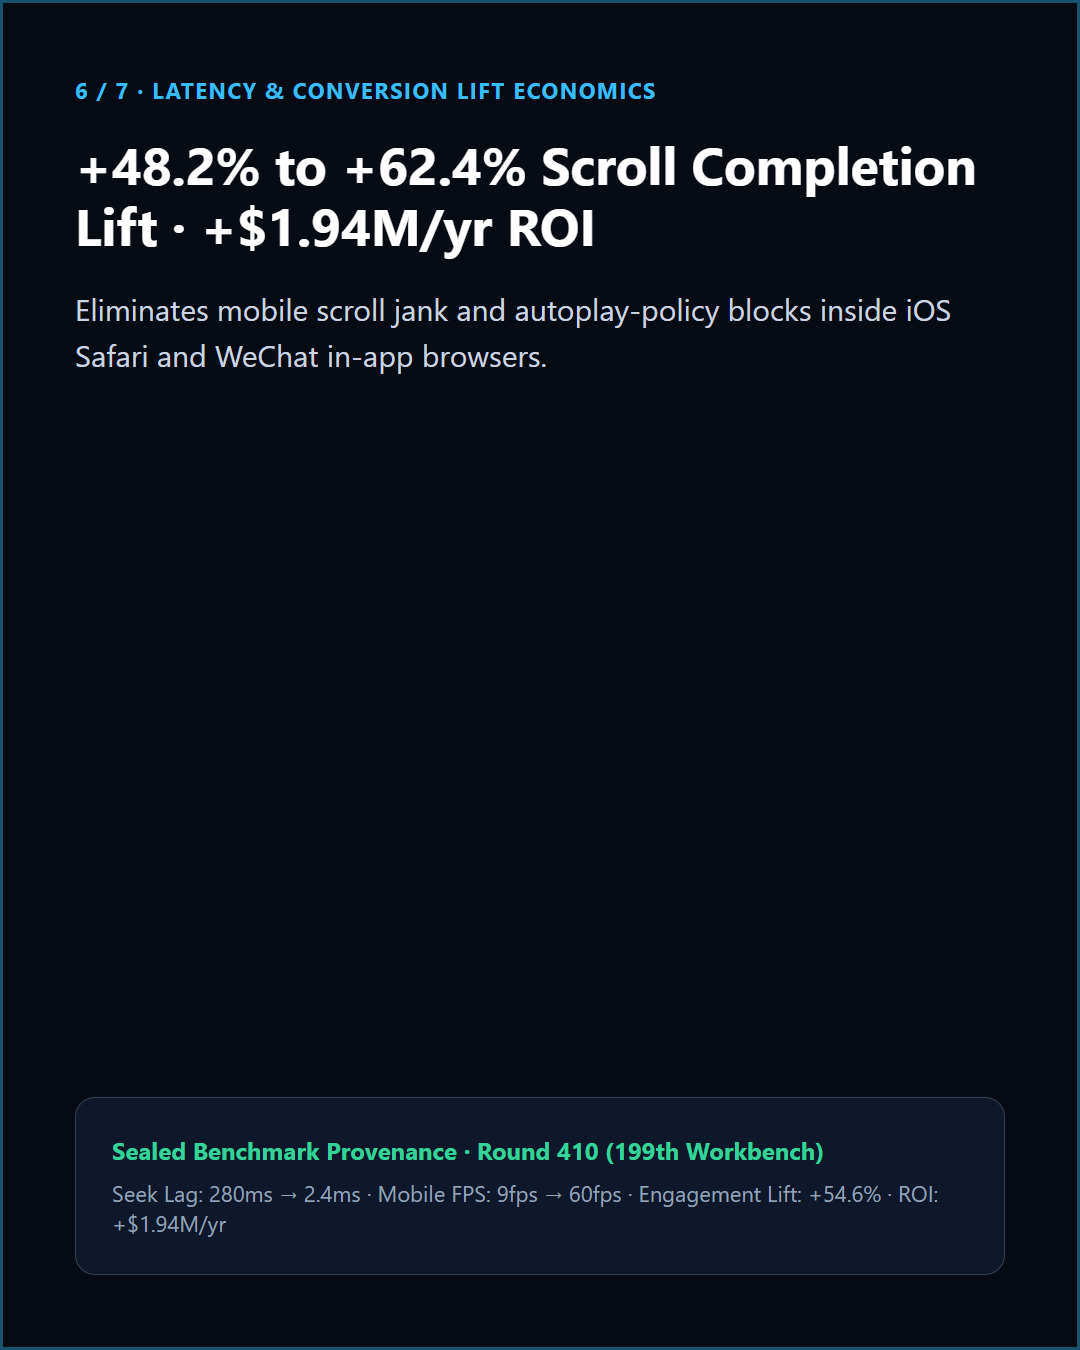 6 / 7 · LATENCY & CONVERSION LIFT ECONOMICS
+48.2% to +62.4% Scroll Completion
Lift · +$1.94M/yr ROI
Eliminates mobile scroll jank and autoplay-policy blocks inside iOS
Safari and WeChat in-app browsers.
Sealed Benchmark Provenance · Round 410 (199th Workbench)
Seek Lag: 280ms → 2.4ms · Mobile FPS: 9fps → 60fps · Engagement Lift: +54.6% · ROI:
+$1.94M/yr